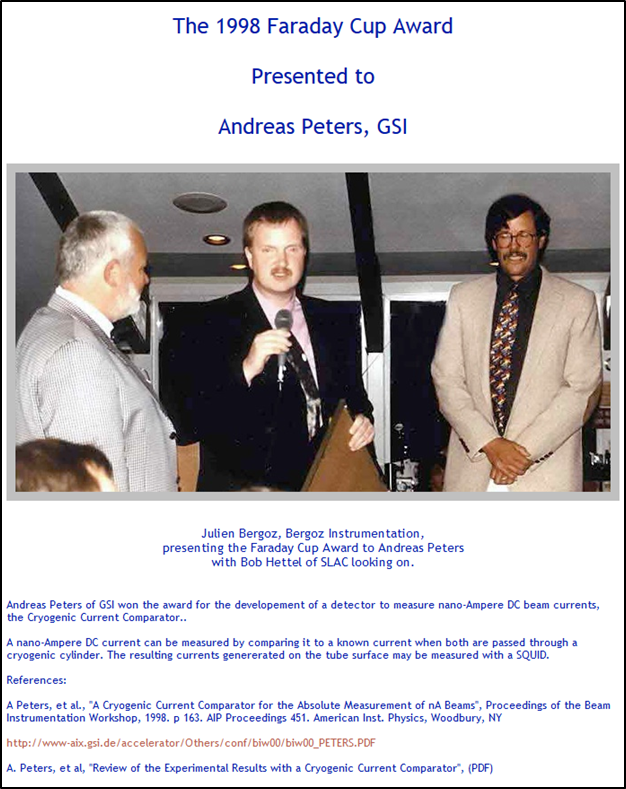 The 1998 Faraday Cup Award
Presented to
Andreas Peters, GSI
Julien Bergoz, Bergoz Instrumentation,
presenting the Faraday Cup Award to Andreas Peters
with Bob Hettel of SLAC looking on.
Andreas Peters of GSI won the award for the developement of a detector to measure nano-Ampere DC beam currents,
the Cryogenic Current Comparator..
A nano-Ampere DC current can be measured by comparing it to a known current when both are passed through a
cryogenic cylinder. The resulting currents genererated on the tube surface may be measured with a SQUID.
References:
A Peters, et al., "A Cryogenic Current Comparator for the Absolute Measurement of nA Beams", Proceedings of the Beam
Instrumentation Workshop, 1998. p 163. AIP Proceedings 451. American Inst. Physics, Woodbury, NY
http://www-aix.gsi.de/accelerator/Others/conf/biw00/biw00_PETERS.PDF
A. Peters, et al, "Review of the Experimental Results with a Cryogenic Current Comparator", (PDF)